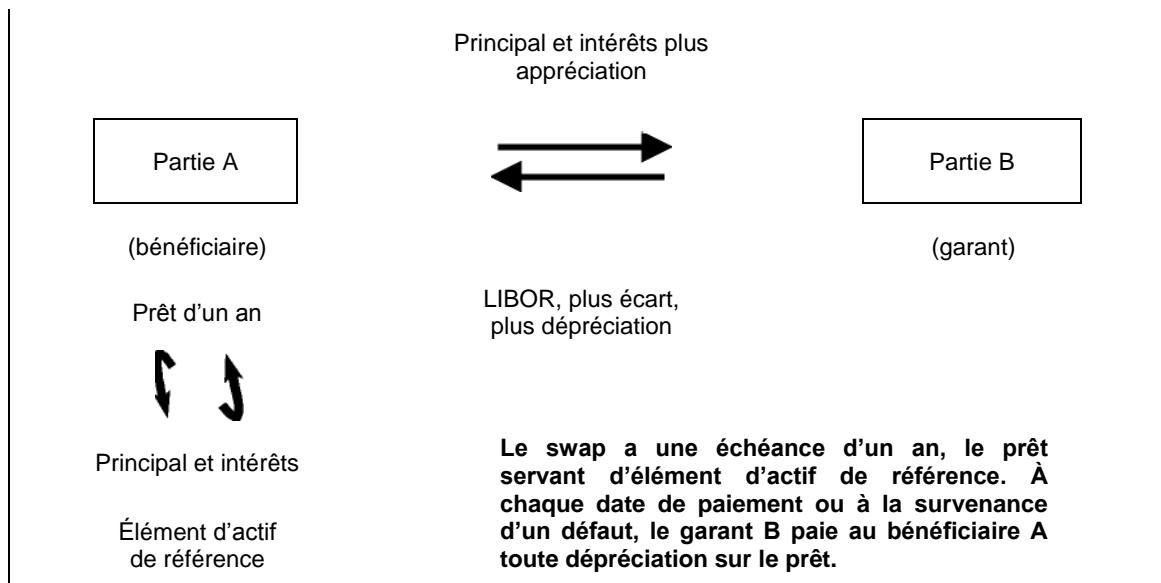 Principal et intérêts plus
appréciation
Partie A
Partie B
(bénéficiaire)
(garant)
Prêt d’un an
LIBOR, plus écart,
plus dépréciation
Principal et intérêts
Élément d’actif
de référence
Le swap a une échéance d’un an, le prêt
servant d’élément d’actif de référence. À
chaque date de paiement ou à la survenance
d’un défaut, le garant B paie au bénéficiaire A
toute dépréciation sur le prêt.